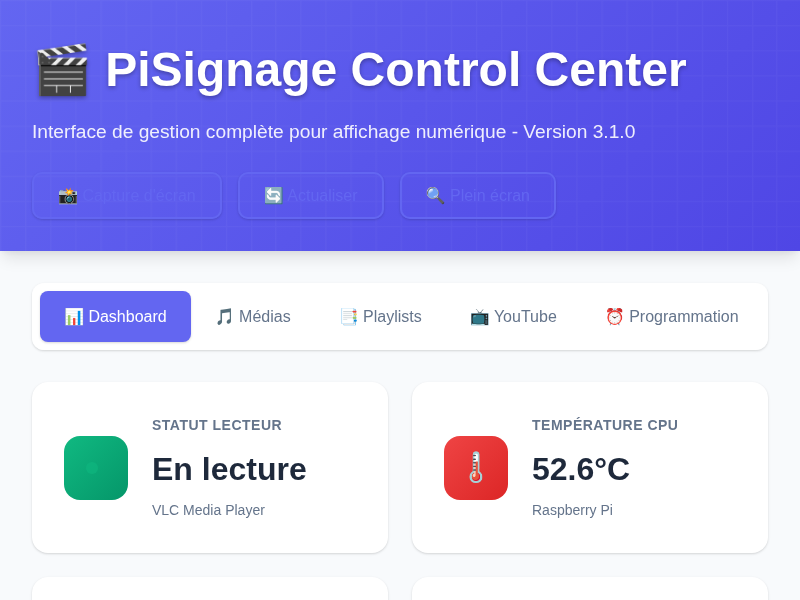 🎬 PiSignage Control Center
Interface de gestion complète pour affichage numérique - Version 3.1.0
📸 Capture d'écran 🔄 Actualiser 🔍 Plein écran
📊 Dashboard 🎵 Médias 📑 Playlists 📺 YouTube ⏰ Programmation
STATUT LECTEUR
En lecture
VLC Media Player
TEMPÉRATURE CPU
52.6°C
Raspberry Pi